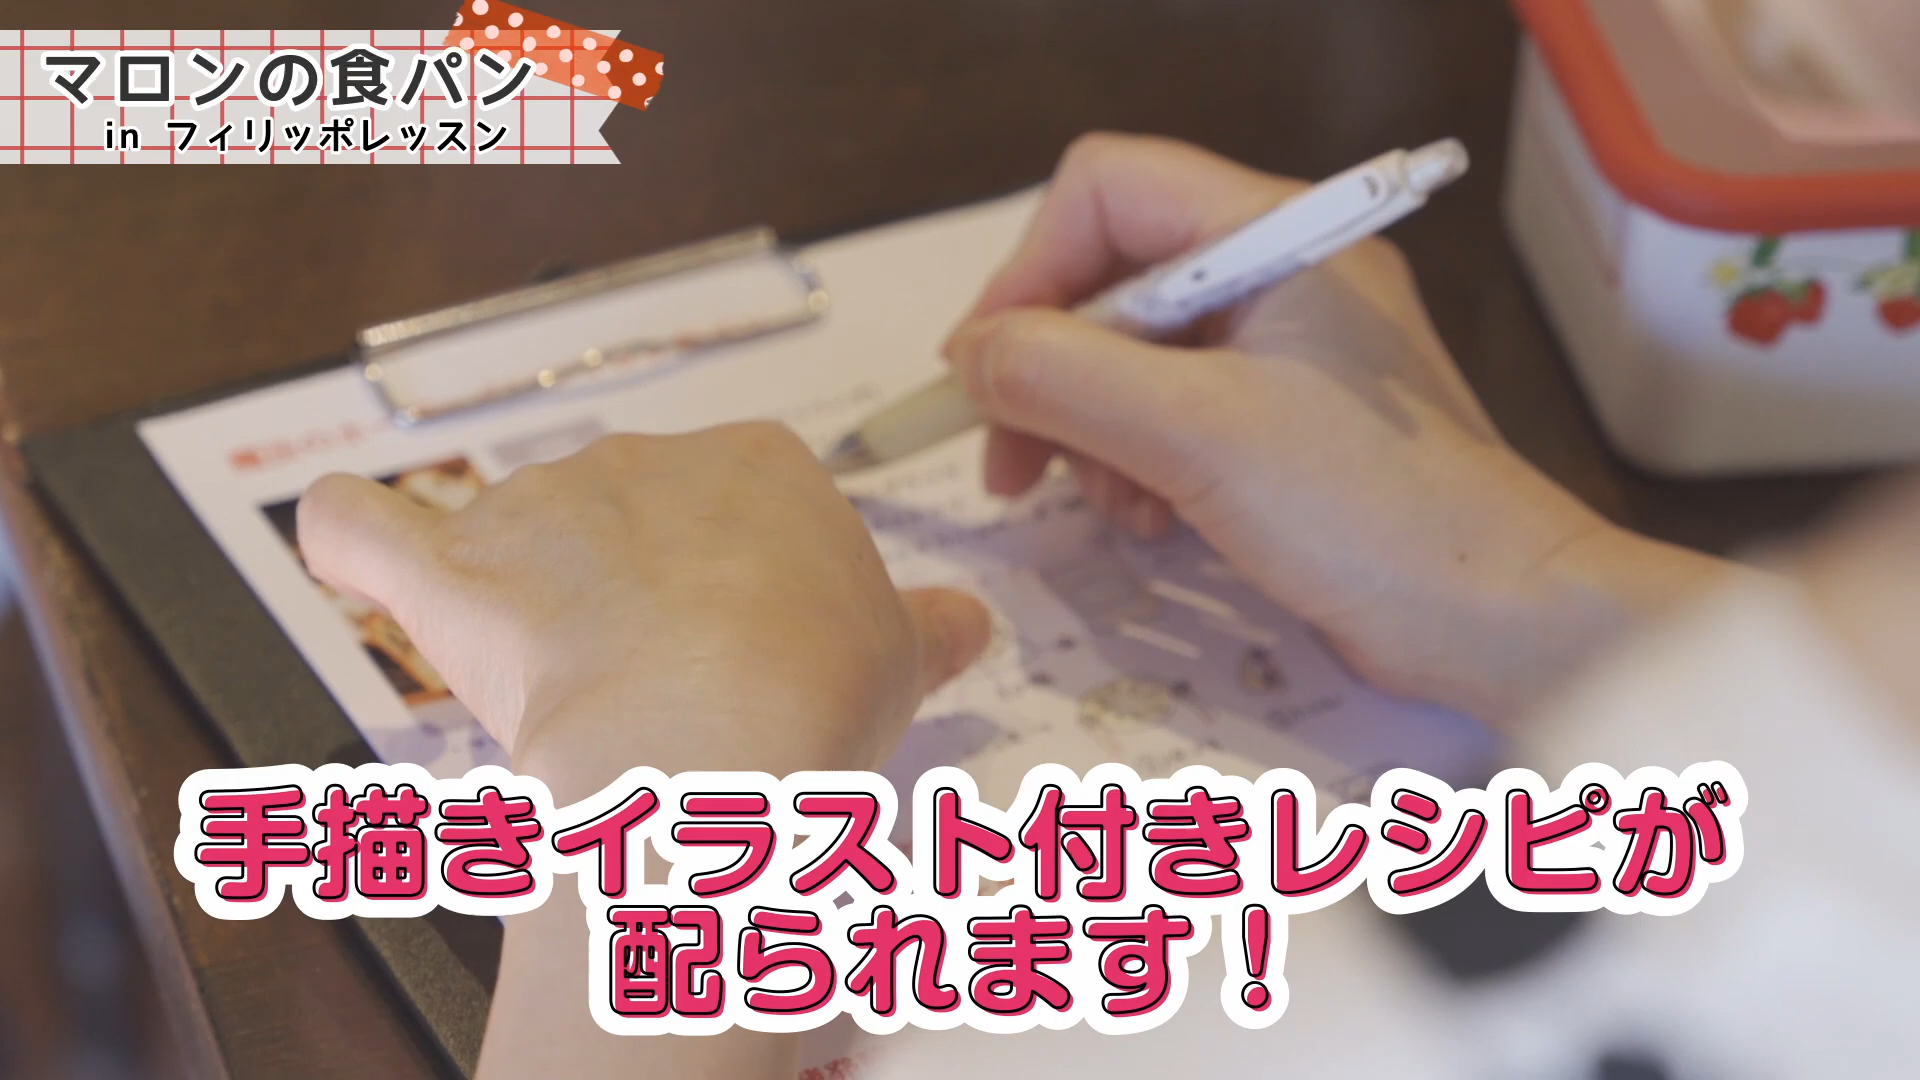 マロンの食パン
in フィリッポレッスン
手描きイラスト付きレシピが
配られます!